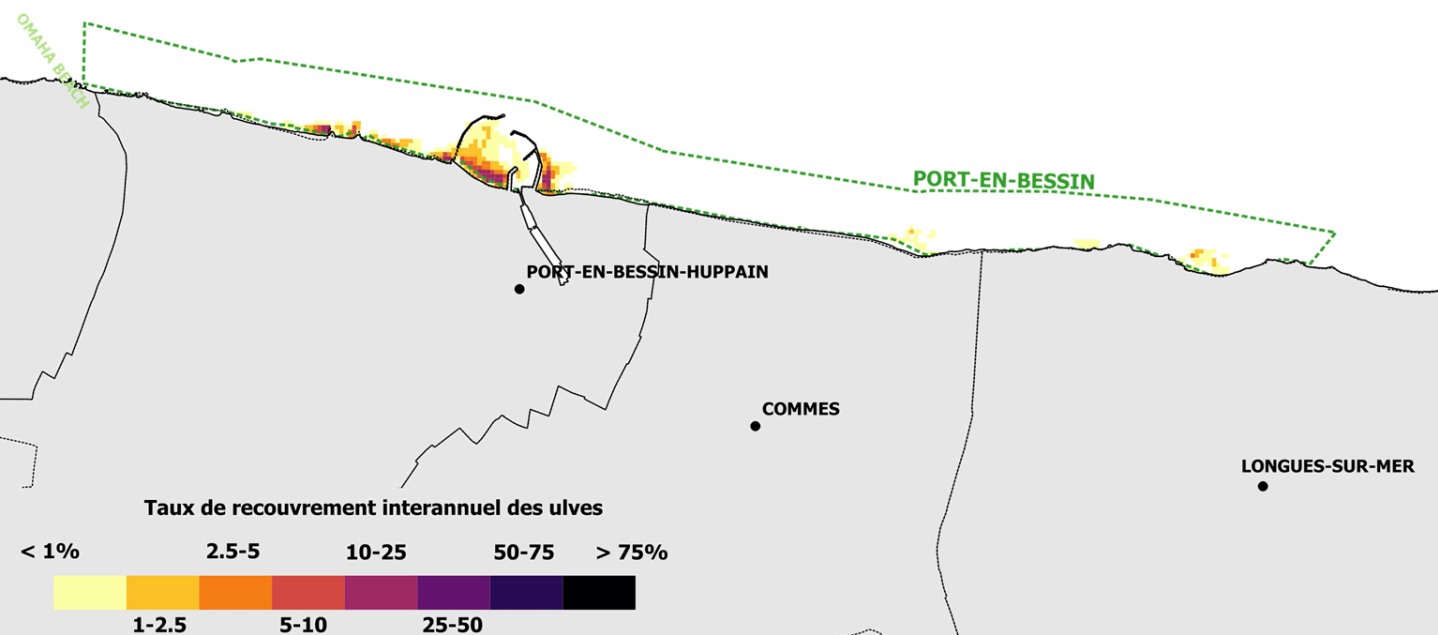 OMAHA BEACH
PORT-EN-BESSIN
PORT-EN-BESSIN-HUPPAIN
COMMES
LONGUES-SUR-MER
Taux de recouvrement interannuel des ulves
< 1% 2.5-5 10-25 50-75 > 75%
1-2.5 5-10 25-50